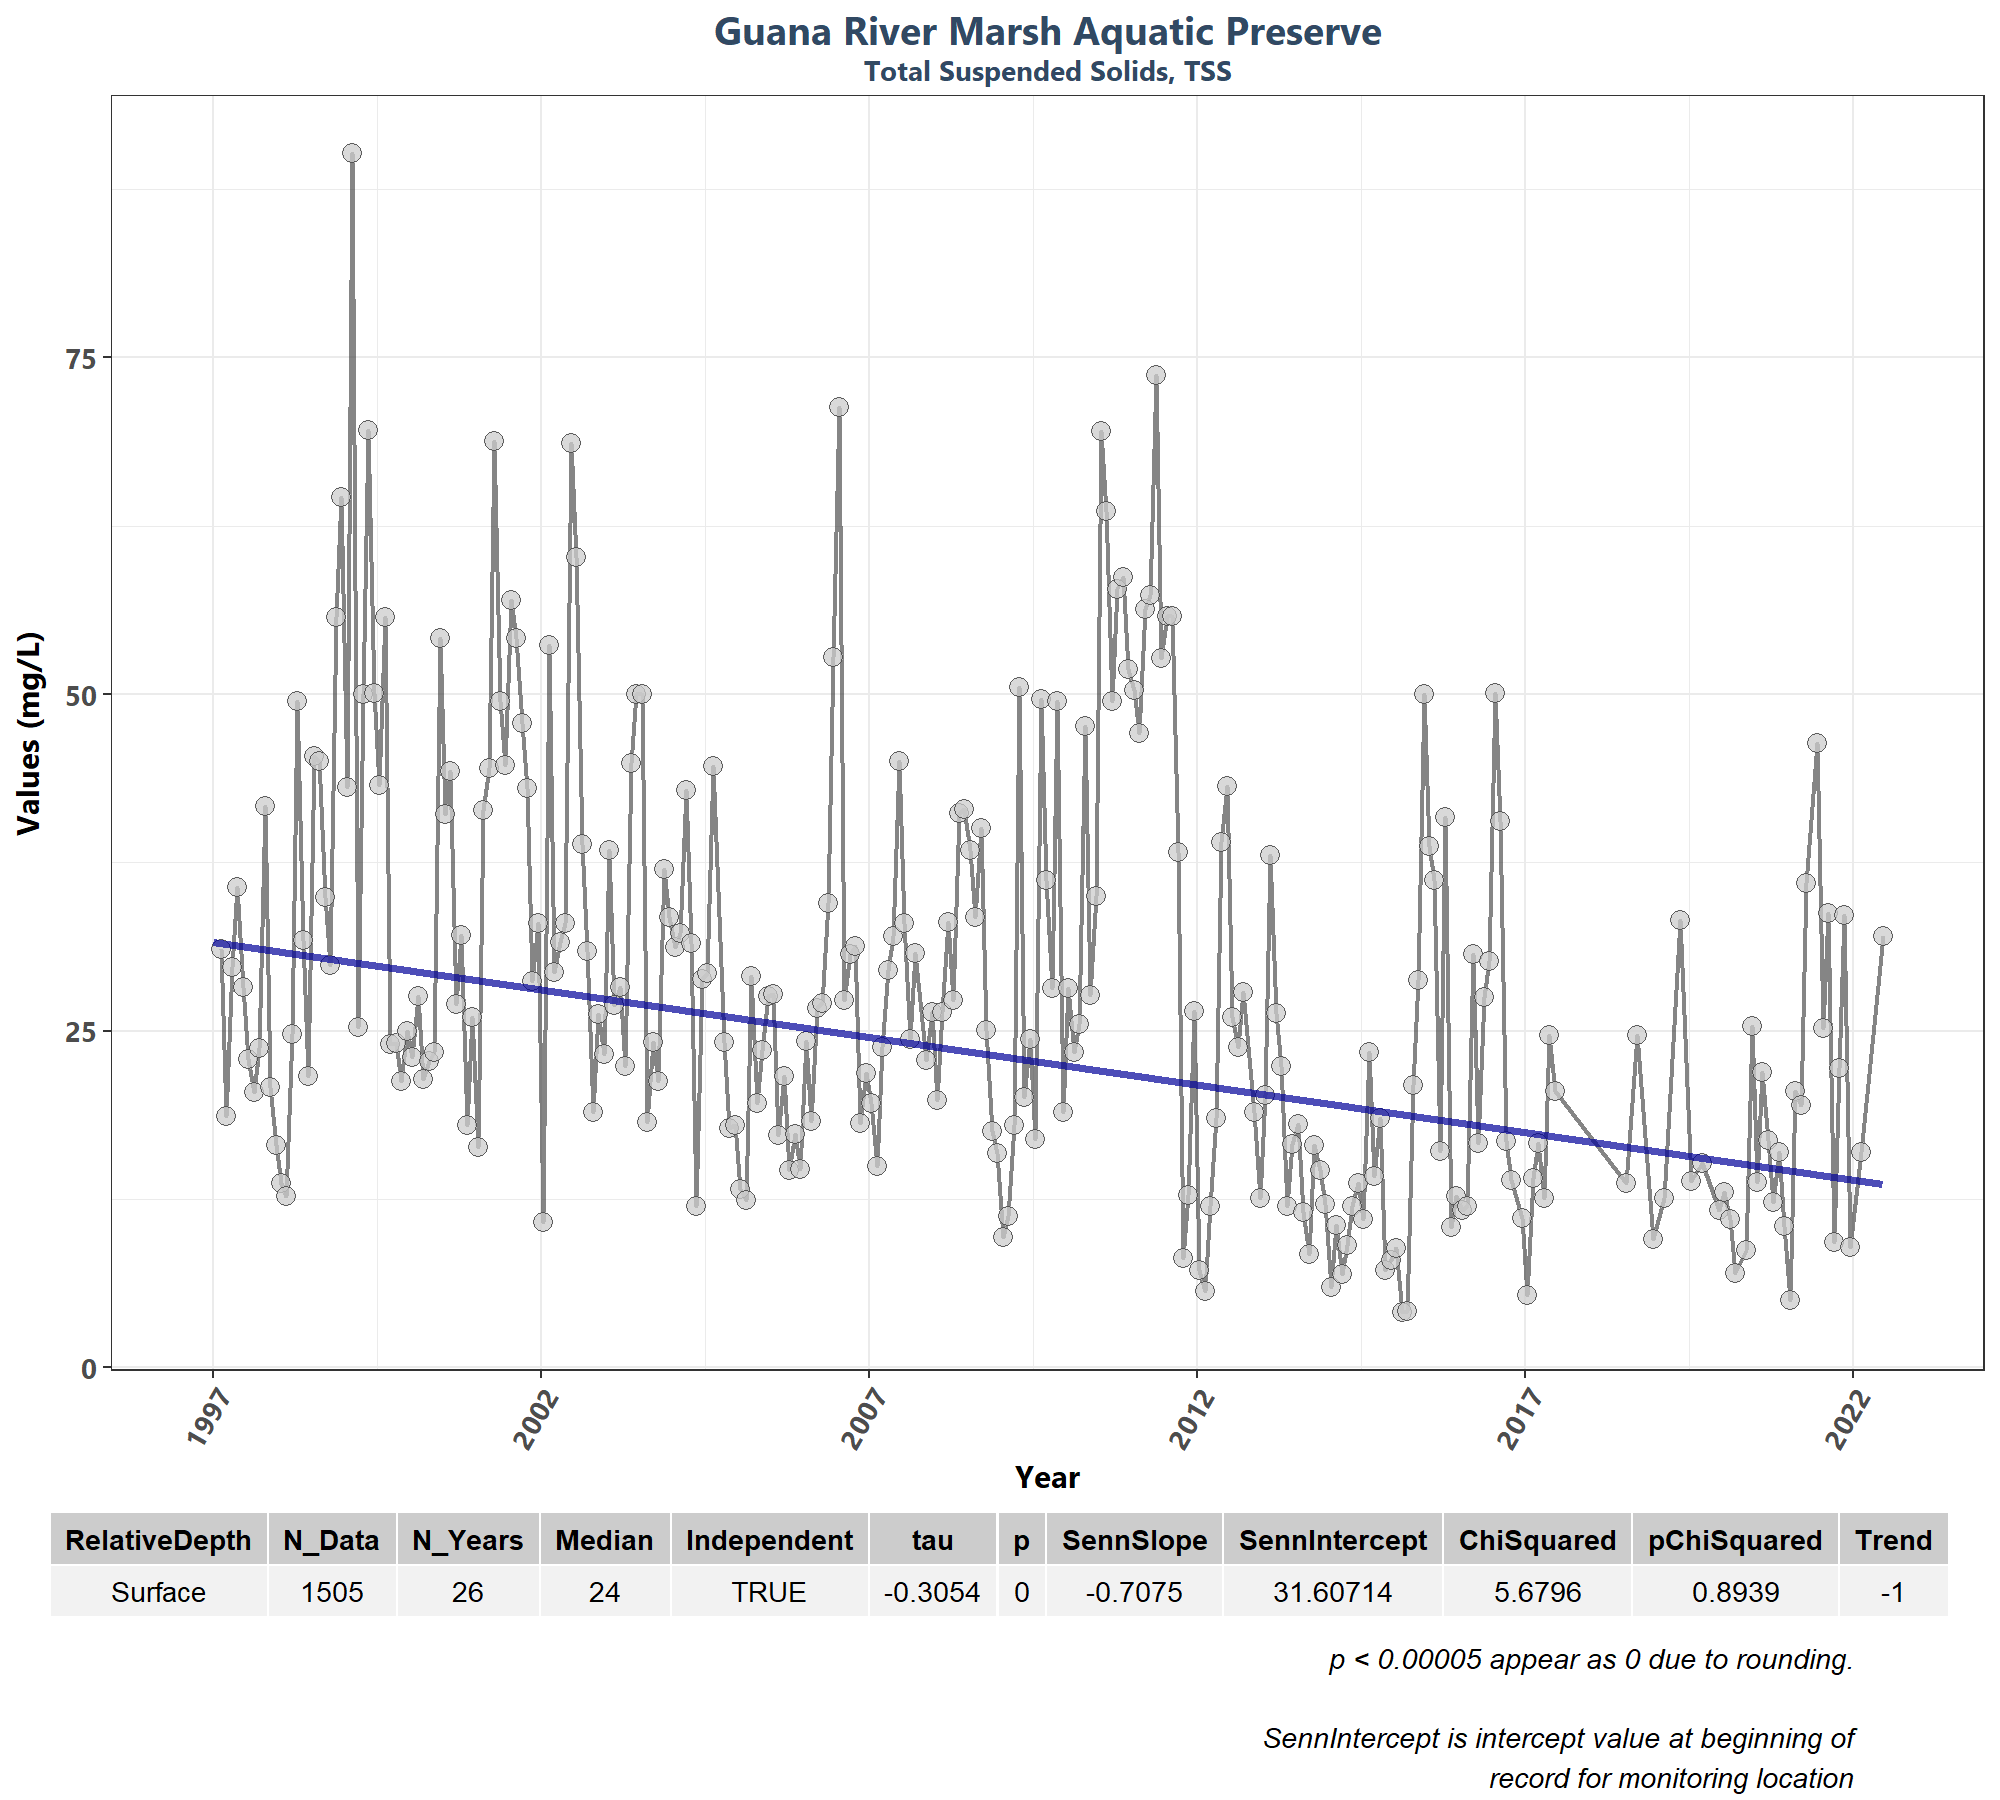 Guana River Marsh Aquatic Preserve
Total Suspended Solids, TSS
Values (mg/L)
75
50
25
0
1997 2002 2007 2012 2017 2022
Year
RelativeDepth N_Data N_Years Median Independent tau p SennSlope SennIntercept ChiSquared pChiSquared Trend
Surface 1505 26 24 TRUE -0.3054 0 -0.7075 31.60714 5.6796 0.8939 -1
p < 0.00005 appear as 0 due to rounding.
SennIntercept is intercept value at beginning of
record for monitoring location